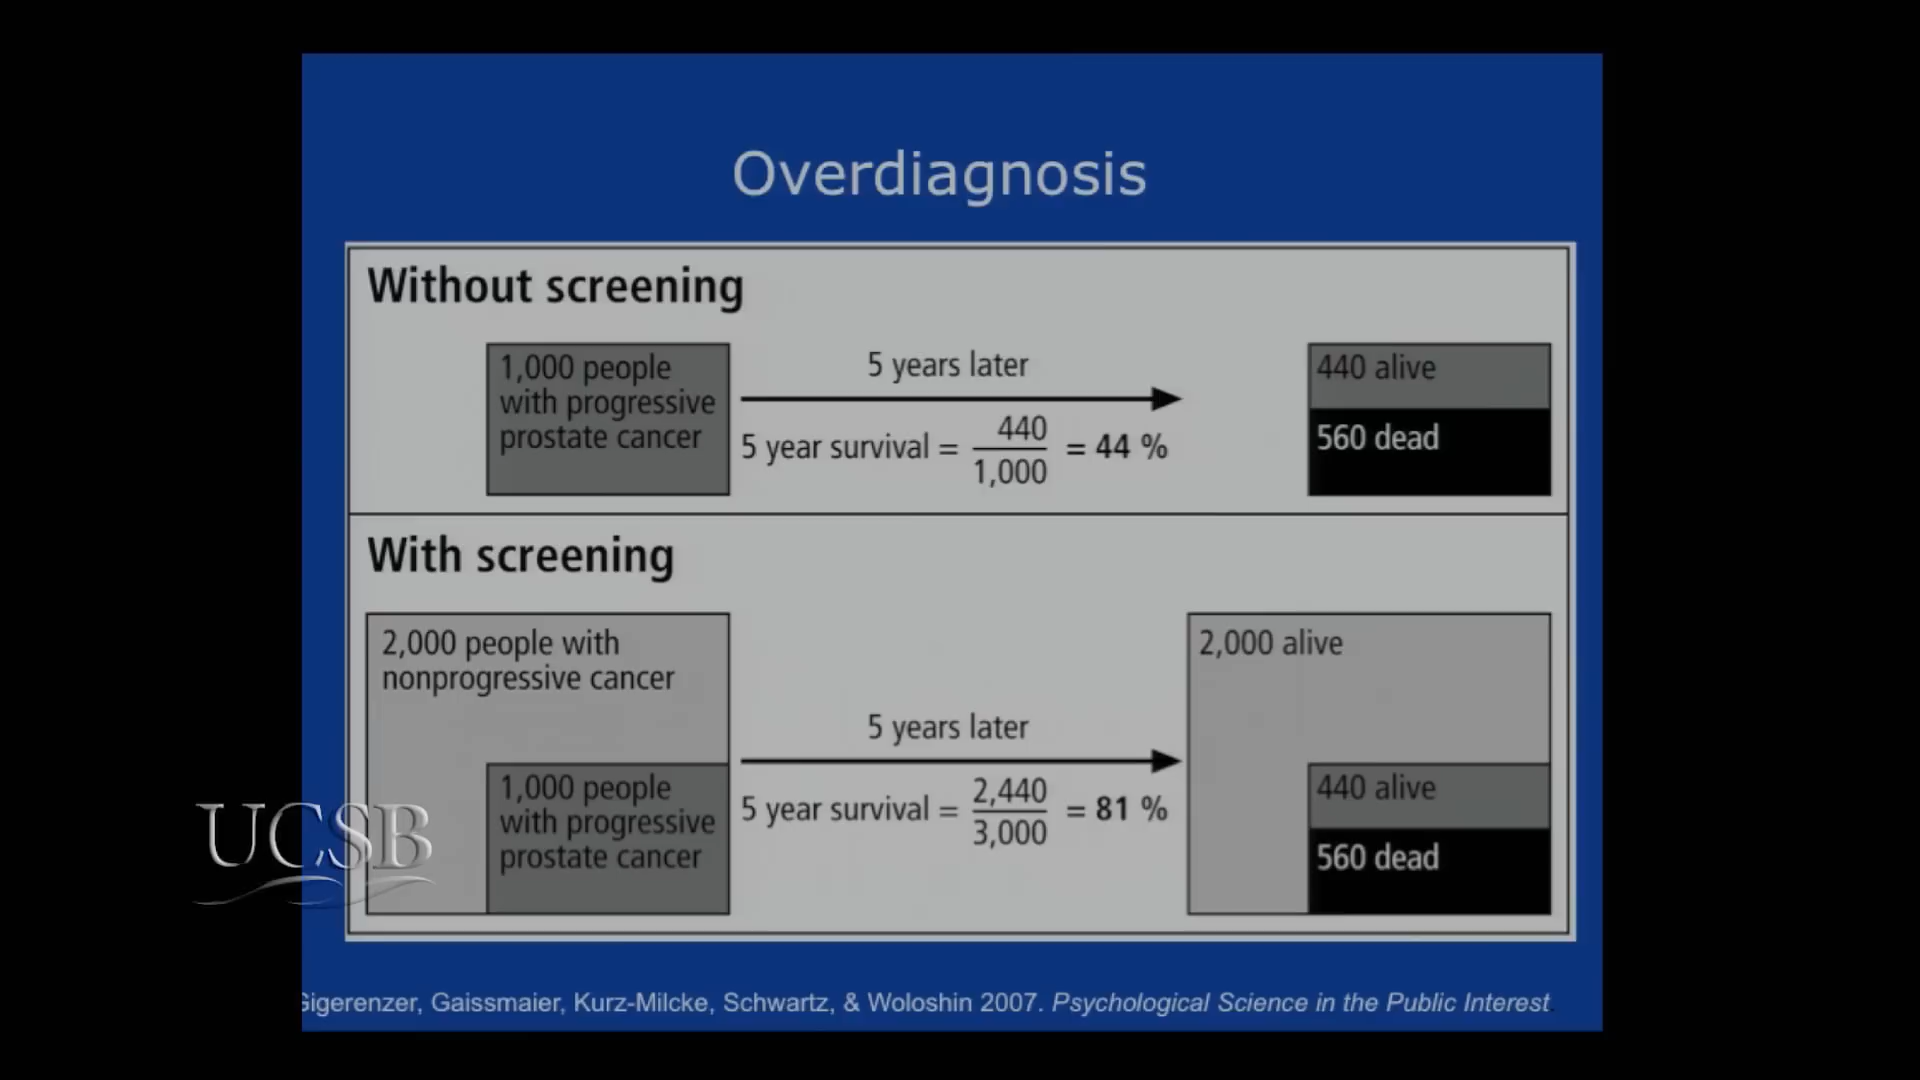 Overdiagnosis
Without screening
1,000 people
with progressive
prostate cancer
5 years later
5 year survival = 440 / 1,000 = 44 %
440 alive
560 dead
With screening
2,000 people with
nonprogressive cancer
1,000 people
with progressive
prostate cancer
5 years later
5 year survival = 2,440 / 3,000 = 81 %
2,000 alive
440 alive
560 dead
UCSB
Gigerenzer, Gaissmaier, Kurz-Milcke, Schwartz, & Woloshin 2007. Psychological Science in the Public Interest.